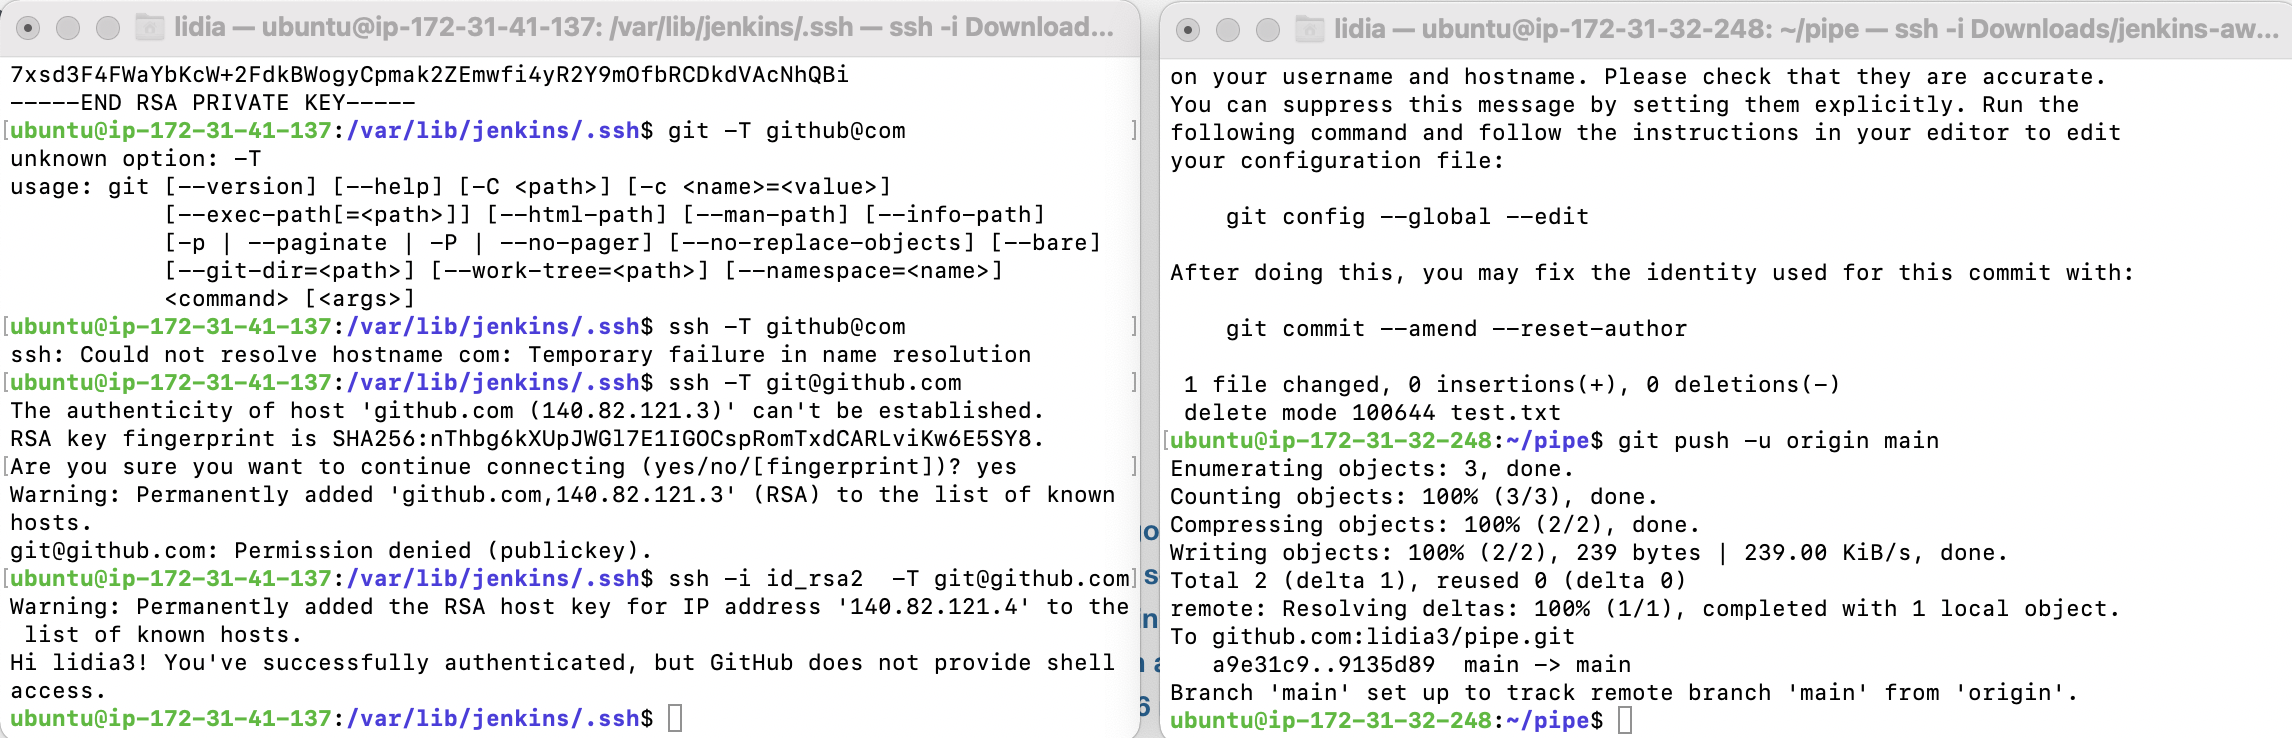 lidia — ubuntu@ip-172-31-41-137: /var/lib/jenkins/.ssh — ssh -i Download...
7xsd3F4FWaYbKcW+2FdkBWogyCpmak2ZEmwfi4yR2Y9mOfbRCDkdVAcNhQBi
-----END RSA PRIVATE KEY-----
[ubuntu@ip-172-31-41-137:/var/lib/jenkins/.ssh$ git -T github@com ]
unknown option: -T
usage: git [--version] [--help] [-C <path>] [-c <name>=<value>]
           [--exec-path[=<path>]] [--html-path] [--man-path] [--info-path]
           [-p | --paginate | -P | --no-pager] [--no-replace-objects] [--bare]
           [--git-dir=<path>] [--work-tree=<path>] [--namespace=<name>]
           <command> [<args>]
[ubuntu@ip-172-31-41-137:/var/lib/jenkins/.ssh$ ssh -T github@com ]
ssh: Could not resolve hostname com: Temporary failure in name resolution
[ubuntu@ip-172-31-41-137:/var/lib/jenkins/.ssh$ ssh -T git@github.com ]
The authenticity of host 'github.com (140.82.121.3)' can't be established.
RSA key fingerprint is SHA256:nThbg6kXUpJWGl7E1IGOCspRomTxdCARLviKw6E5SY8.
[Are you sure you want to continue connecting (yes/no/[fingerprint])? yes ]
Warning: Permanently added 'github.com,140.82.121.3' (RSA) to the list of known
hosts.
git@github.com: Permission denied (publickey).
[ubuntu@ip-172-31-41-137:/var/lib/jenkins/.ssh$ ssh -i id_rsa2  -T git@github.com]
Warning: Permanently added the RSA host key for IP address '140.82.121.4' to the
 list of known hosts.
Hi lidia3! You've successfully authenticated, but GitHub does not provide shell
access.
ubuntu@ip-172-31-41-137:/var/lib/jenkins/.ssh$
lidia — ubuntu@ip-172-31-32-248: ~/pipe — ssh -i Downloads/jenkins-aw...
on your username and hostname. Please check that they are accurate.
You can suppress this message by setting them explicitly. Run the
following command and follow the instructions in your editor to edit
your configuration file:
    git config --global --edit
After doing this, you may fix the identity used for this commit with:
    git commit --amend --reset-author
 1 file changed, 0 insertions(+), 0 deletions(-)
 delete mode 100644 test.txt
[ubuntu@ip-172-31-32-248:~/pipe$ git push -u origin main
Enumerating objects: 3, done.
Counting objects: 100% (3/3), done.
Compressing objects: 100% (2/2), done.
Writing objects: 100% (2/2), 239 bytes | 239.00 KiB/s, done.
Total 2 (delta 1), reused 0 (delta 0)
remote: Resolving deltas: 100% (1/1), completed with 1 local object.
To github.com:lidia3/pipe.git
   a9e31c9..9135d89  main -> main
Branch 'main' set up to track remote branch 'main' from 'origin'.
ubuntu@ip-172-31-32-248:~/pipe$